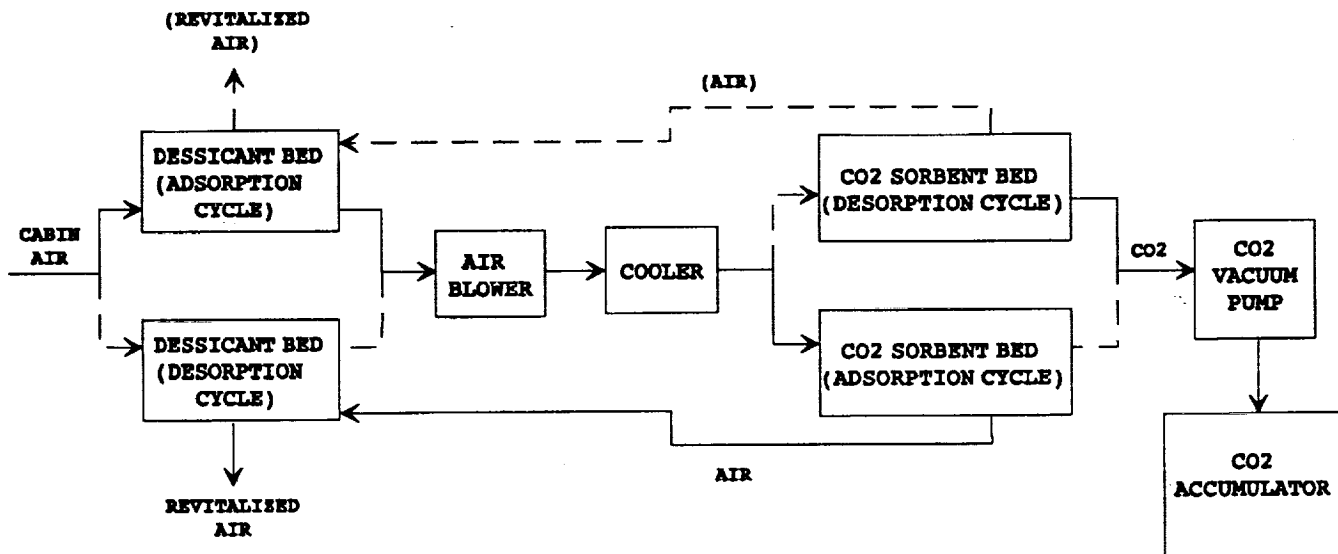 (REVITALIZED
AIR)
(AIR)
DESSICANT BED
(ADSORPTION
CYCLE)
CO2 SORBENT BED
(DESORPTION CYCLE)
CABIN
AIR
AIR
BLOWER
COOLER
CO2
CO2
VACUUM
PUMP
DESSICANT BED
(DESORPTION
CYCLE)
CO2 SORBENT BED
(ADSORPTION CYCLE)
AIR
REVITALIZED
AIR
CO2
ACCUMULATOR